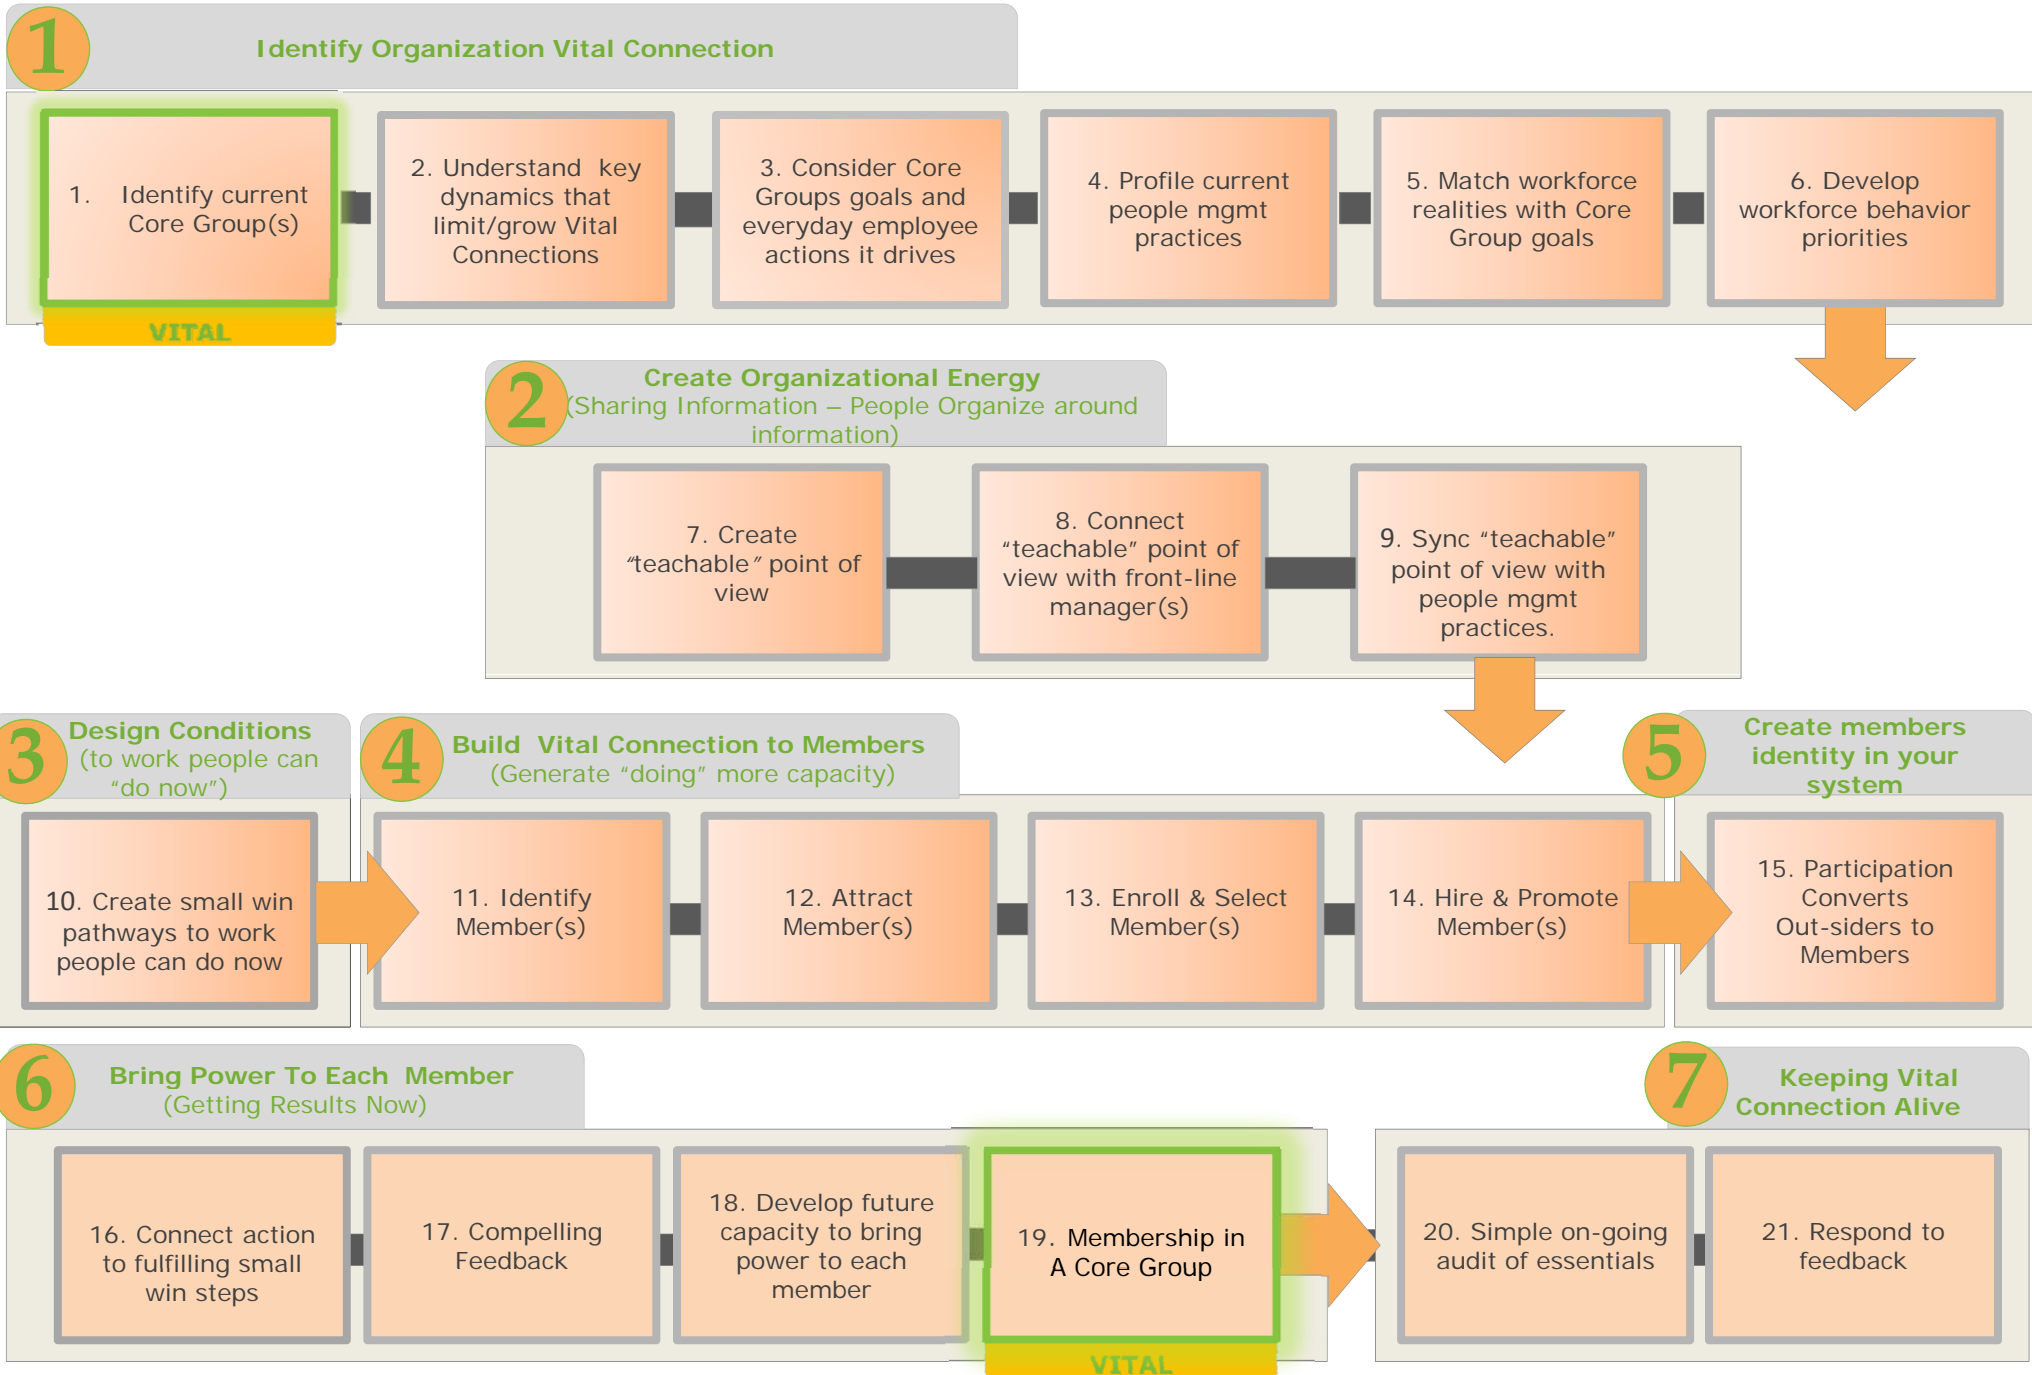 1
Identify Organization Vital Connection
1. Identify current
Core Group(s)
VITAL
2. Understand key
dynamics that
limit/grow Vital
Connections
3. Consider Core
Groups goals and
everyday employee
actions it drives
4. Profile current
people mgmt
practices
5. Match workforce
realities with Core
Group goals
6. Develop
workforce behavior
priorities
2
Create Organizational Energy
(Sharing Information – People Organize around
information)
7. Create
“teachable” point of
view
8. Connect
“teachable” point of
view with front-line
manager(s)
9. Sync “teachable”
point of view with
people mgmt
practices.
3
Design Conditions
(to work people can
“do now”)
10. Create small win
pathways to work
people can do now
4
Build Vital Connection to Members
(Generate “doing” more capacity)
11. Identify
Member(s)
12. Attract
Member(s)
13. Enroll & Select
Member(s)
14. Hire & Promote
Member(s)
5
Create members
identity in your
system
15. Participation
Converts
Out-siders to
Members
6
Bring Power To Each Member
(Getting Results Now)
16. Connect action
to fulfilling small
win steps
17. Compelling
Feedback
18. Develop future
capacity to bring
power to each
member
19. Membership in
A Core Group
VITAL
7
Keeping Vital
Connection Alive
20. Simple on-going
audit of essentials
21. Respond to
feedback